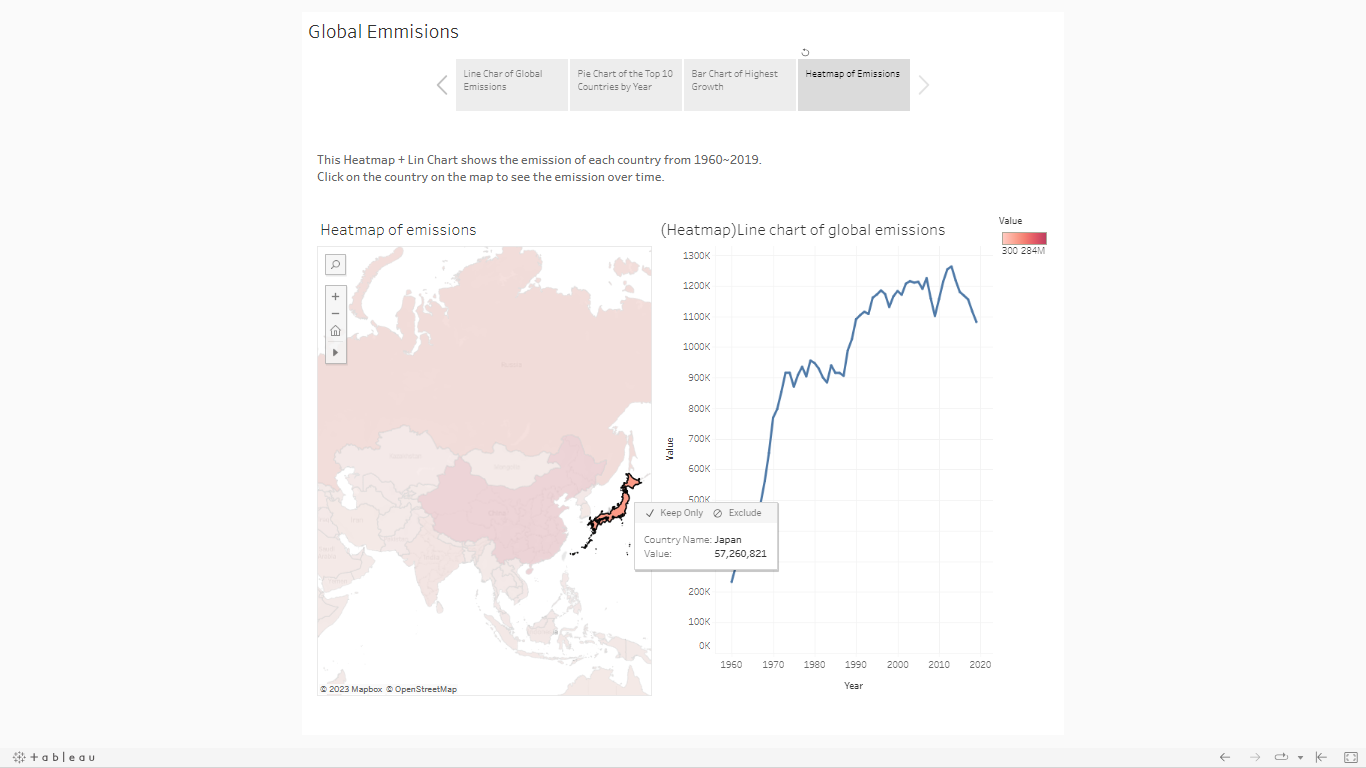 Global Emmisions
Line Char of Global
Emissions
Pie Chart of the Top 10
Countries by Year
Bar Chart of Highest
Growth
Heatmap of Emissions
This Heatmap + Lin Chart shows the emission of each country from 1960~2019.
Click on the country on the map to see the emission over time.
Heatmap of emissions
(Heatmap)Line chart of global emissions
Value
300 284M
1300K
1200K
1100K
1000K
900K
800K
700K
600K
500K
200K
100K
0K
Value
1960 1970 1980 1990 2000 2010 2020
Year
Russia
Keep Only Exclude
Country Name: Japan
Value: 57,260,821
© 2023 Mapbox © OpenStreetMap
+ a b l e a u